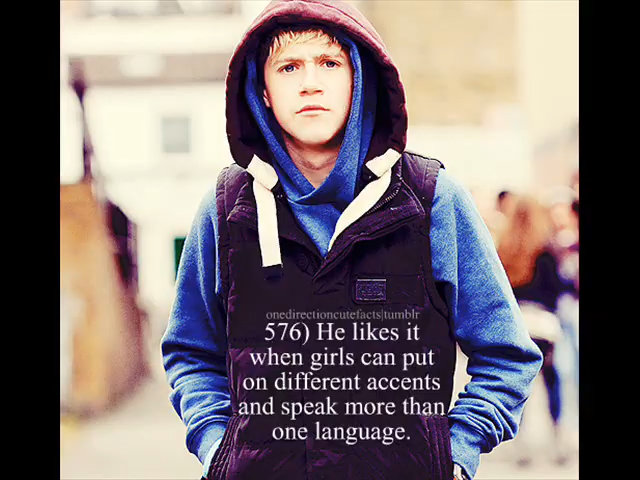 onedirectioncutefacts|tumblr
576) He likes it
when girls can put
on different accents
and speak more than
one language.